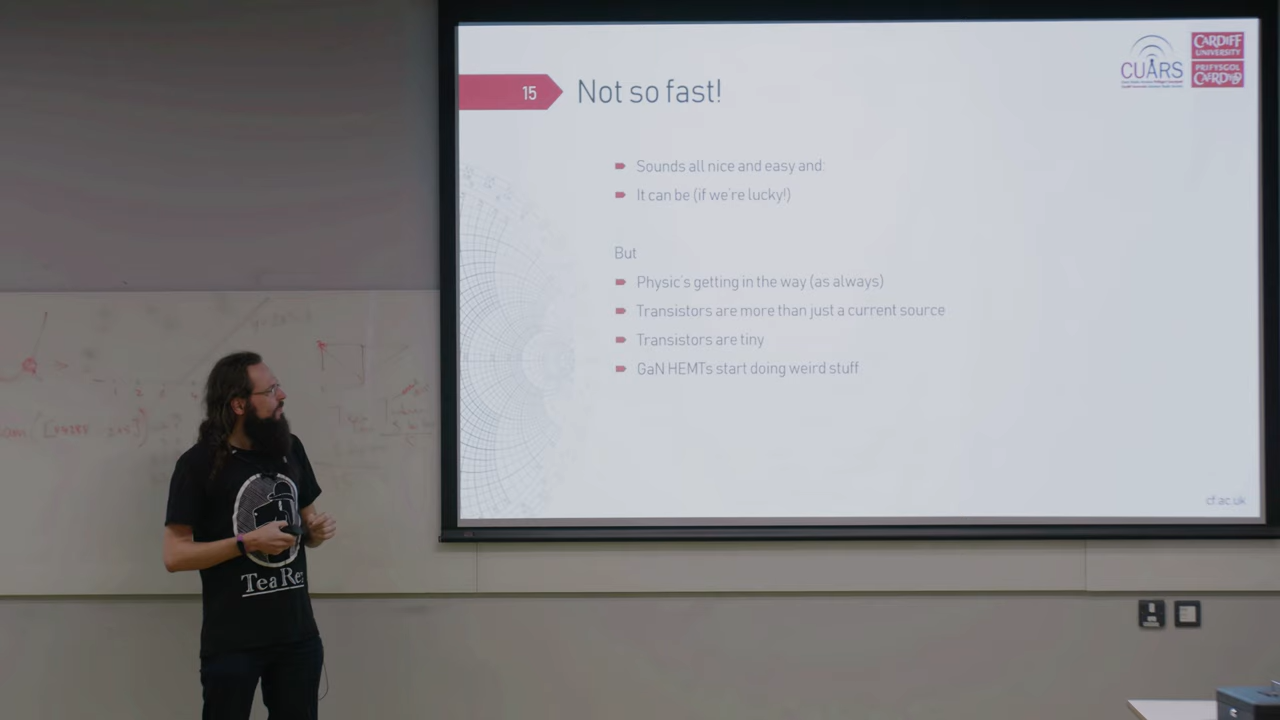 15
Not so fast!
CUARS
CARDIFF
UNIVERSITY
PRIFYSGOL
CAERDYDD
Sounds all nice and easy and:
It can be (if we're lucky!)
But
Physic's getting in the way (as always)
Transistors are more than just a current source
Transistors are tiny
GaN HEMTs start doing weird stuff
cf.ac.uk
Tea Re